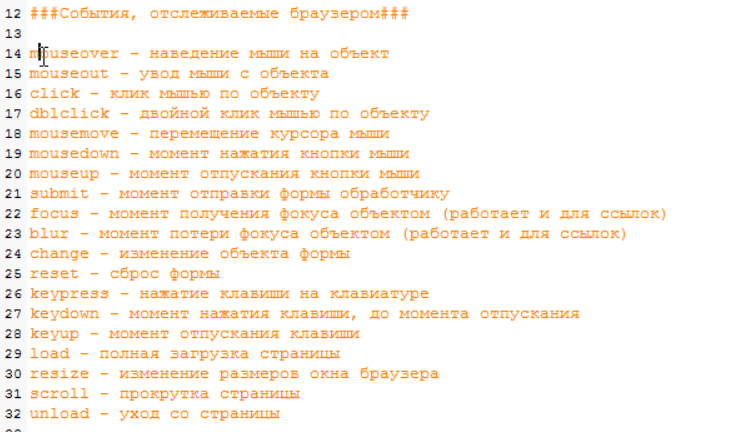 12 ###События, отслеживаемые браузером###
13
14 mouseover - наведение мыши на объект
15 mouseout - увод мыши с объекта
16 click - клик мышью по объекту
17 dblclick - двойной клик мышью по объекту
18 mousemove - перемещение курсора мыши
19 mousedown - момент нажатия кнопки мыши
20 mouseup - момент отпускания кнопки мыши
21 submit - момент отправки формы обработчику
22 focus - момент получения фокуса объектом (работает и для ссылок)
23 blur - момент потери фокуса объектом (работает и для ссылок)
24 change - изменение объекта формы
25 reset - сброс формы
26 keypress - нажатие клавиши на клавиатуре
27 keydown - момент нажатия клавиши, до момента отпускания
28 keyup - момент отпускания клавиши
29 load - полная загрузка страницы
30 resize - изменение размеров окна браузера
31 scroll - прокрутка страницы
32 unload - уход со страницы